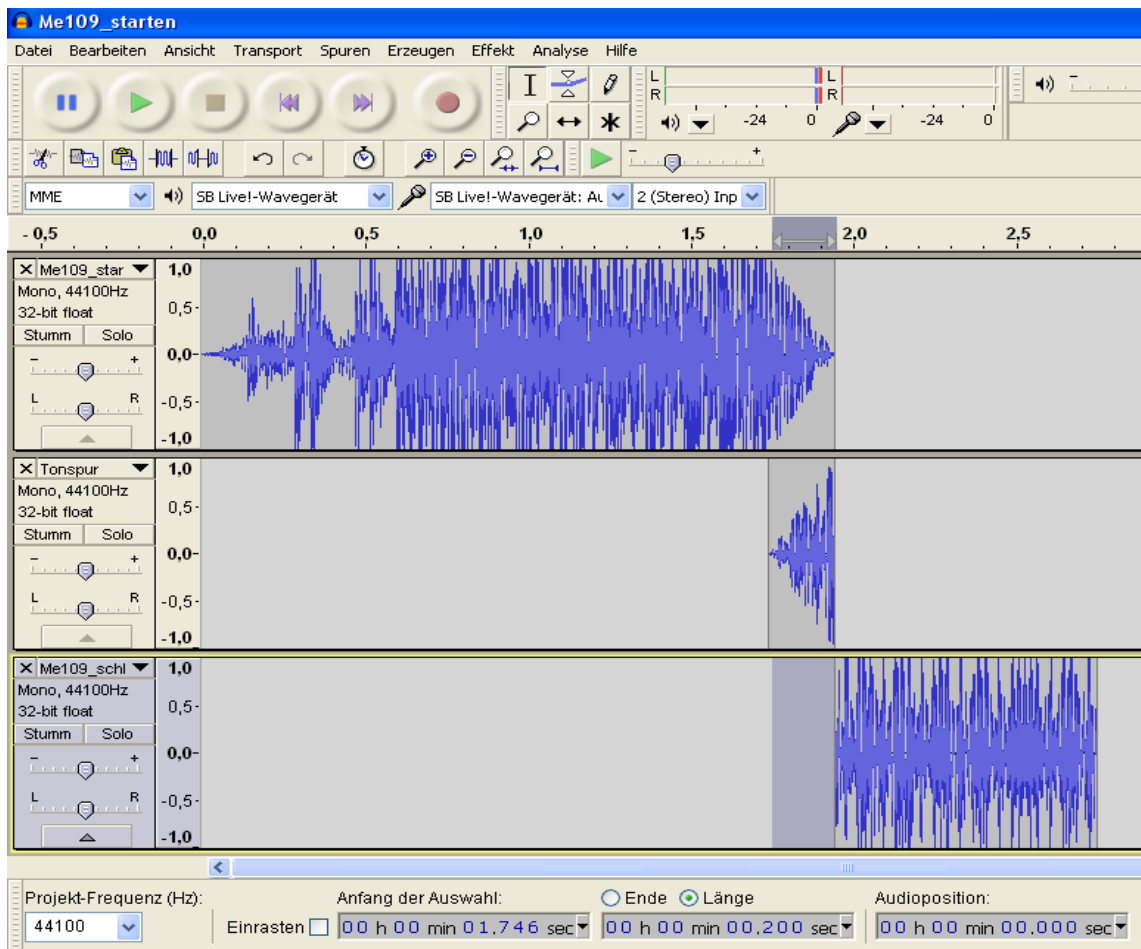 Me109_starten
Datei Bearbeiten Ansicht Transport Spuren Erzeugen Effekt Analyse Hilfe
L L
R R
-24 0 -24 0
- +
MME SB Live!-Wavegerät SB Live!-Wavegerät: Au 2 (Stereo) Inp
- 0,5 0,0 0,5 1,0 1,5 2,0 2,5
Me109_star 1,0
Mono, 44100Hz
32-bit float 0,5
Stumm Solo
- + 0,0
L R -0,5
-1,0
Tonspur 1,0
Mono, 44100Hz
32-bit float 0,5
Stumm Solo
- + 0,0
L R -0,5
-1,0
Me109_schl 1,0
Mono, 44100Hz
32-bit float 0,5
Stumm Solo
- + 0,0
L R -0,5
-1,0
Projekt-Frequenz (Hz): Anfang der Auswahl: Ende Länge Audioposition:
44100 Einrasten 00 h 00 min 01,746 sec 00 h 00 min 00,200 sec 00 h 00 min 00,000 sec